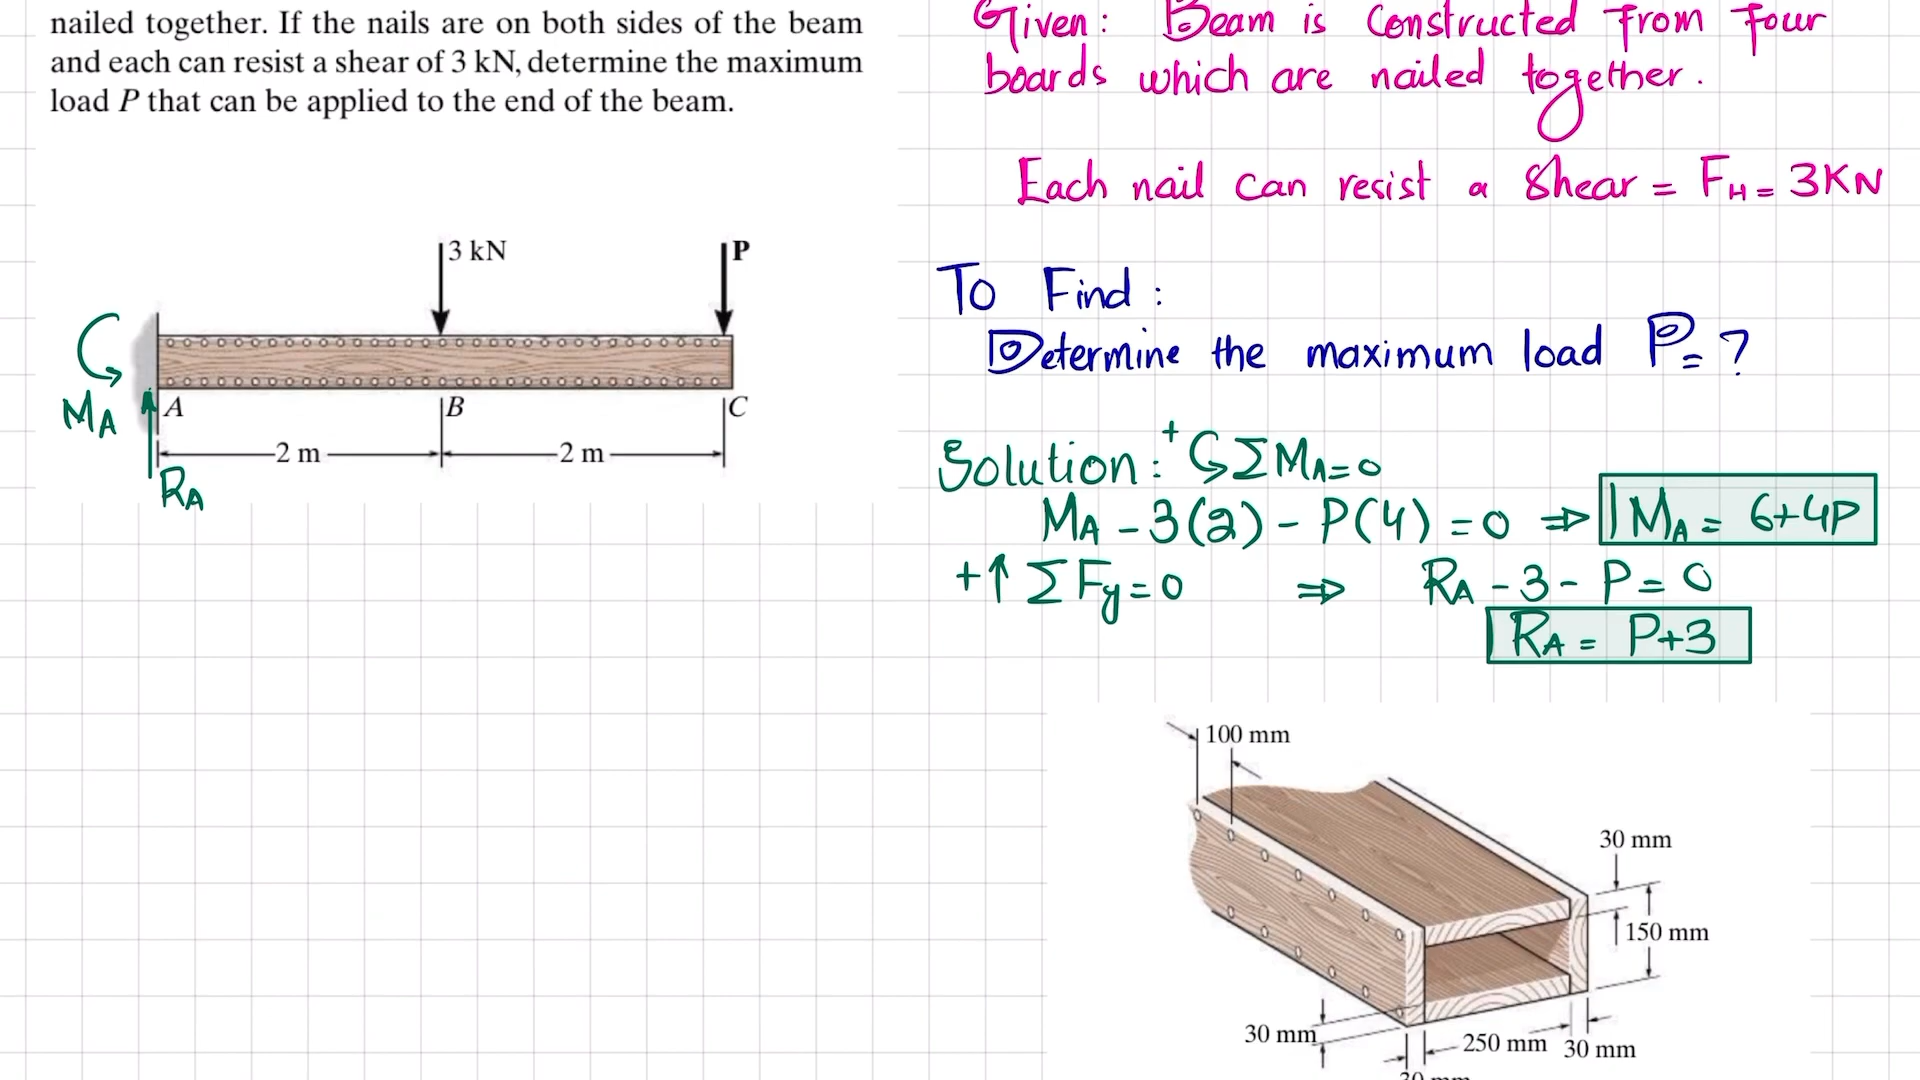 nailed together. If the nails are on both sides of the beam
and each can resist a shear of 3 kN, determine the maximum
load P that can be applied to the end of the beam.
3 kN
P
MA
A
B
C
2 m
2 m
RA
Given: Beam is Constructed from four
boards which are nailed together.
Each nail can resist a Shear = FH = 3KN
To Find:
Determine the maximum load P = ?
Solution: + ↺ ΣMA=0
MA - 3(2) - P(4) = 0 ⇒ MA = 6+4P
+↑ ΣFy=0 ⇒ RA - 3 - P = 0
RA = P+3
100 mm
30 mm
150 mm
30 mm
250 mm
30 mm
30 mm